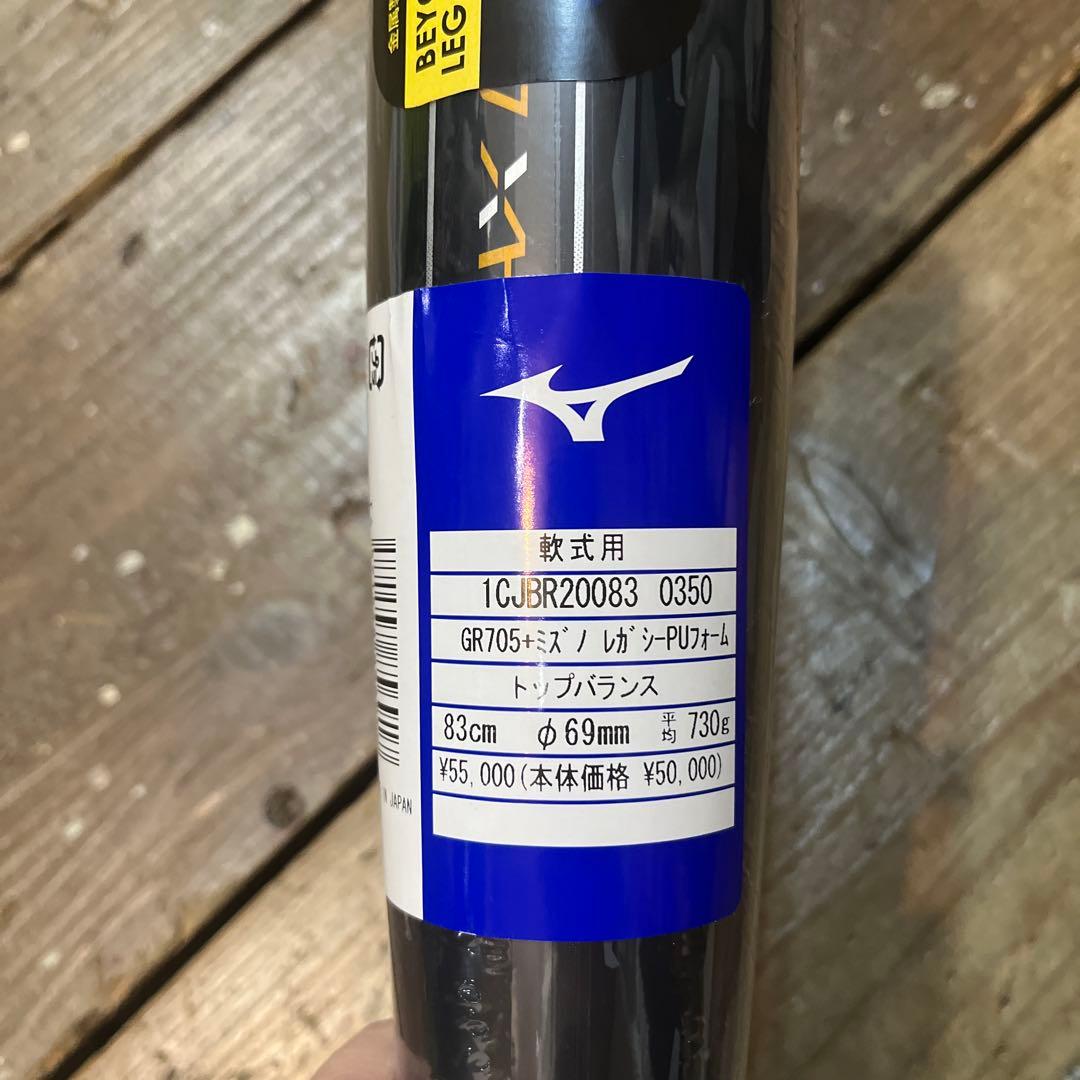 BEYO
LEG
軟式用
1CJBR20083 0350
GR705+ミズノ レガシーPUフォーム
トップバランス
83cm φ69mm 平均 730g
¥55,000(本体価格 ¥50,000)
IN JAPAN